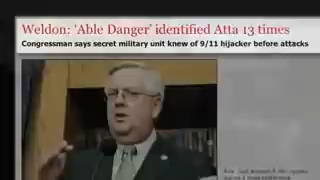 Weldon: ‘Able Danger’ identified Atta 13 times
Congressman says secret military unit knew of 9/11 hijacker before attacks